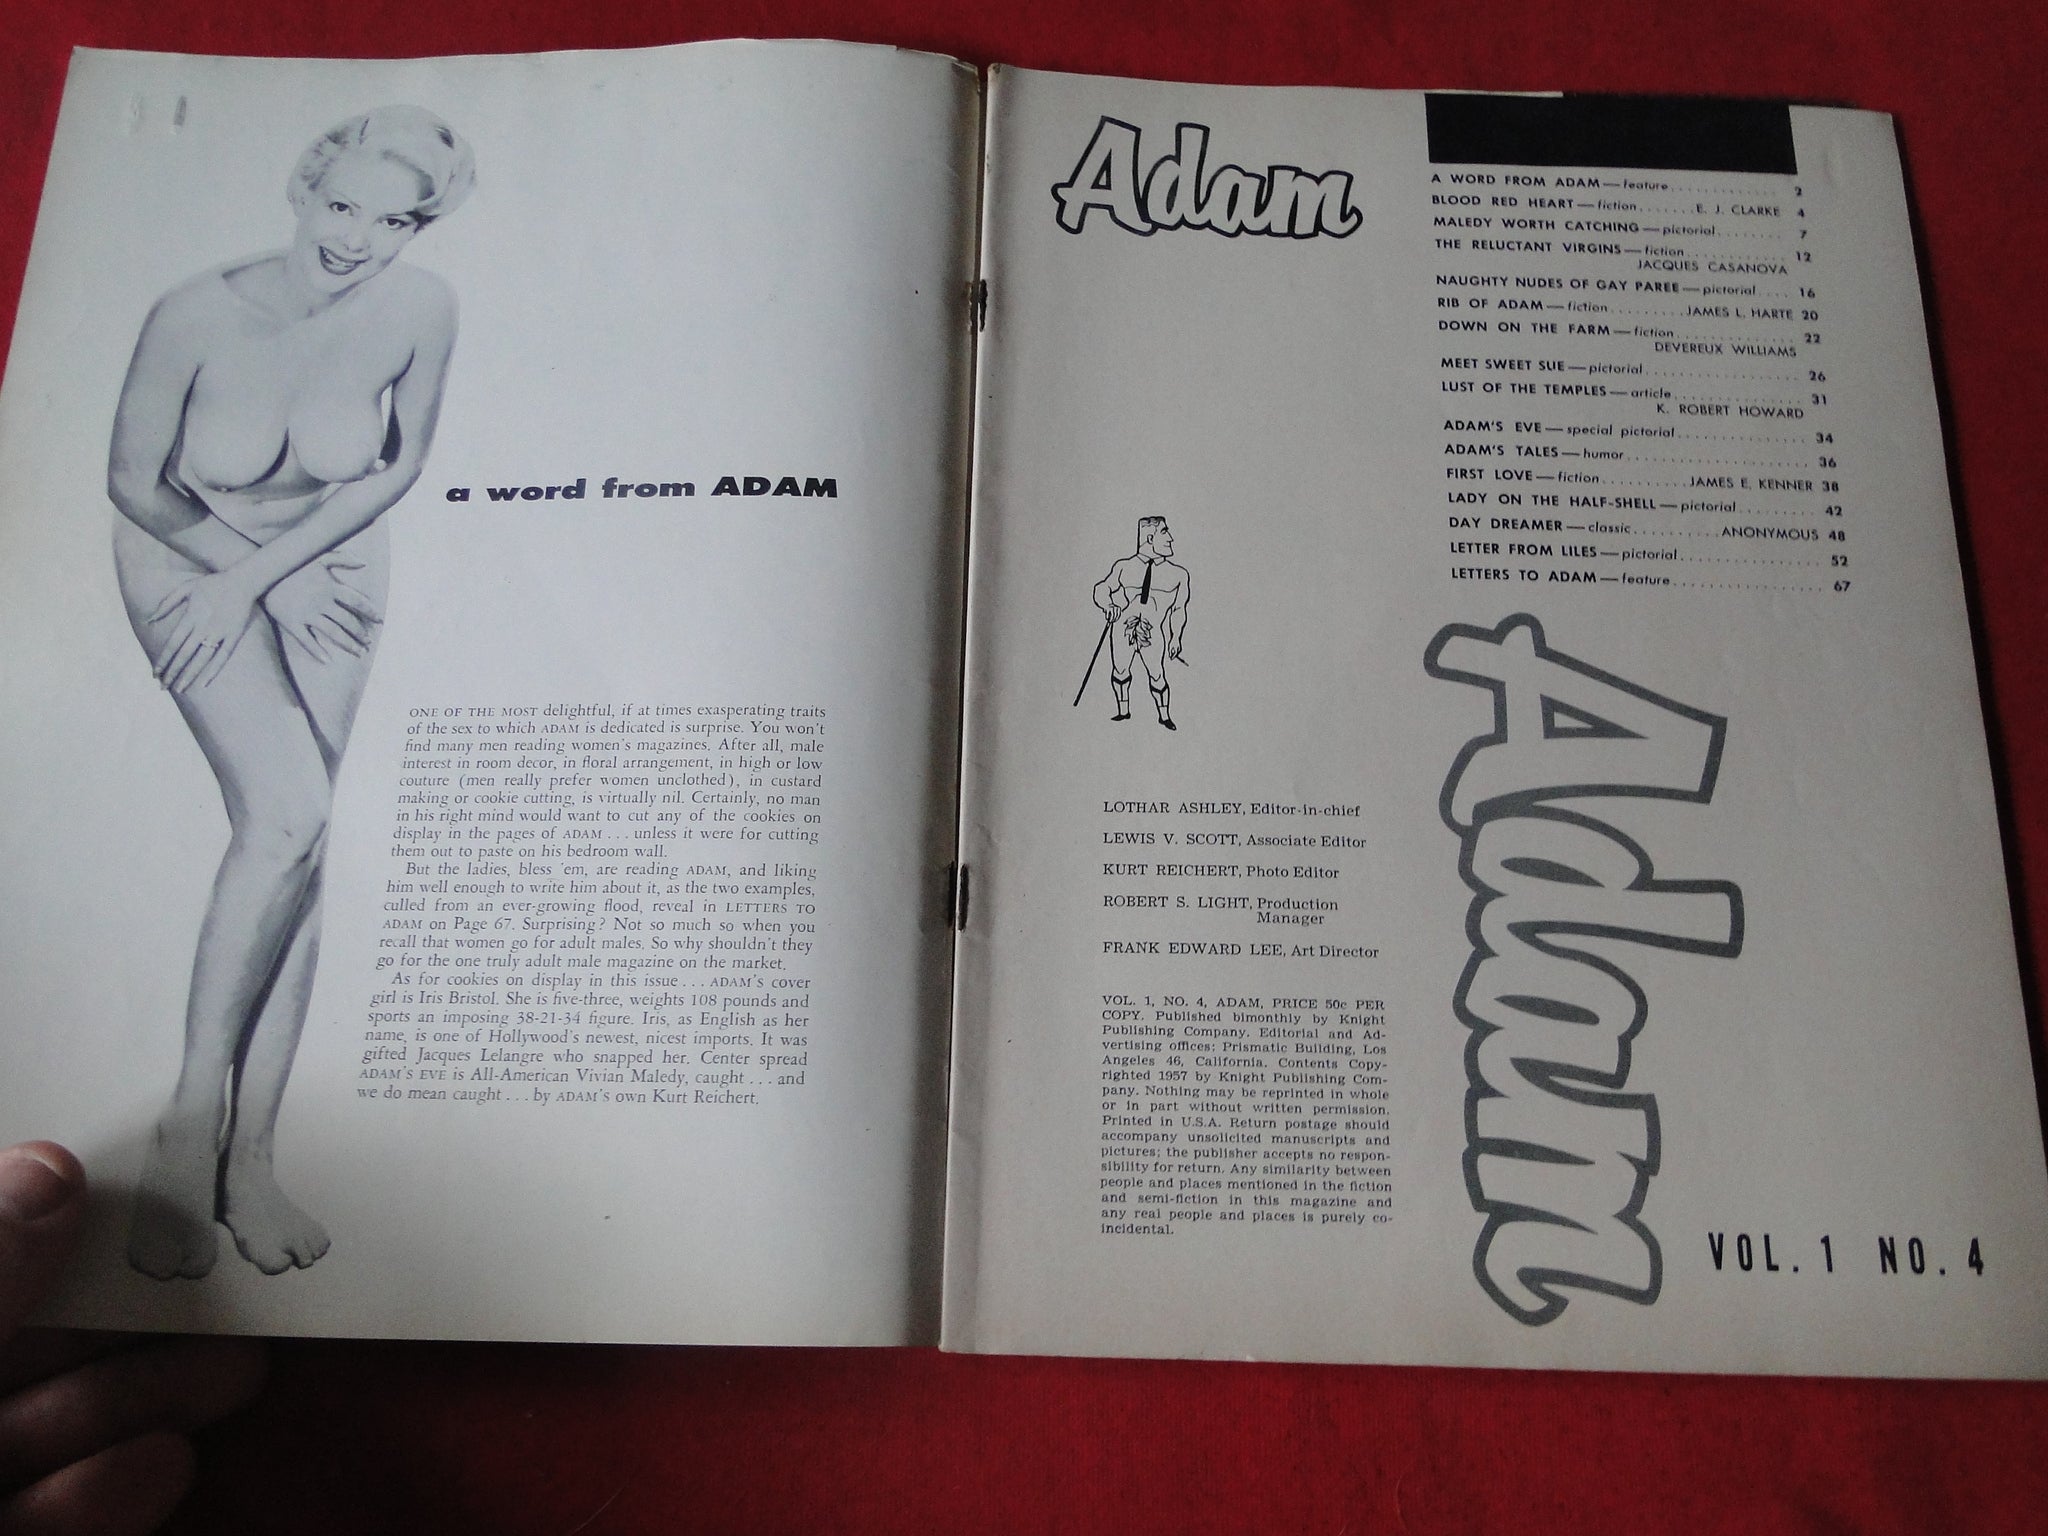 a word from ADAM
ONE OF THE MOST delightful, if at times exasperating traits
of the sex to which ADAM is dedicated is surprise. You won't
find many men reading women's magazines. After all, male
interest in room decor, in floral arrangement, in high or low
couture (men really prefer women unclothed), in custard
making or cookie cutting, is virtually nil. Certainly, no man
in his right mind would want to cut any of the cookies on
display in the pages of ADAM ... unless it were for cutting
them out to paste on his bedroom wall.
But the ladies, bless 'em, are reading ADAM, and liking
him well enough to write him about it, as the two examples,
culled from an ever-growing flood, reveal in LETTERS TO
ADAM on Page 67. Surprising? Not so much so when you
recall that women go for adult males. So why shouldn't they
go for the one truly adult male magazine on the market.
As for cookies on display in this issue ... ADAM'S cover
girl is Iris Bristol. She is five-three, weights 108 pounds and
sports an imposing 38-21-34 figure. Iris, as English as her
name, is one of Hollywood's newest, nicest imports. It was
gifted Jacques Lelangre who snapped her. Center spread
ADAM'S EVE is All-American Vivian Maledy, caught ... and
we do mean caught ... by ADAM'S own Kurt Reichert.
Adam
LOTHAR ASHLEY, Editor-in-chief
LEWIS V. SCOTT, Associate Editor
KURT REICHERT, Photo Editor
ROBERT S. LIGHT, Production
Manager
FRANK EDWARD LEE, Art Director
VOL. 1, NO. 4, ADAM, PRICE 50c PER
COPY. Published bimonthly by Knight
Publishing Company. Editorial and Ad-
vertising offices: Prismatic Building, Los
Angeles 46, California. Contents Copy-
righted 1957 by Knight Publishing Com-
pany. Nothing may be reprinted in whole
or in part without written permission.
Printed in U.S.A. Return postage should
accompany unsolicited manuscripts and
pictures; the publisher accepts no respon-
sibility for return. Any similarity between
people and places mentioned in the fiction
and semi-fiction in this magazine and
any real people and places is purely co-
incidental.
A WORD FROM ADAM—feature............. 2
BLOOD RED HEART—fiction.......E. J. CLARKE 4
MALEDY WORTH CATCHING—pictorial........ 7
THE RELUCTANT VIRGINS—fiction............ 12
JACQUES CASANOVA
NAUGHTY NUDES OF GAY PAREE—pictorial.... 16
RIB OF ADAM—fiction.........JAMES L. HARTE 20
DOWN ON THE FARM—fiction............. 22
DEVEREUX WILLIAMS
MEET SWEET SUE—pictorial................... 26
LUST OF THE TEMPLES—article................ 31
K. ROBERT HOWARD
ADAM'S EVE—special pictorial............... 34
ADAM'S TALES—humor..................... 36
FIRST LOVE—fiction..........JAMES E. KENNER 38
LADY ON THE HALF-SHELL—pictorial......... 42
DAY DREAMER—classic..........ANONYMOUS 48
LETTER FROM LILES—pictorial................ 52
LETTERS TO ADAM—feature................. 67
Adam
VOL. 1 NO. 4